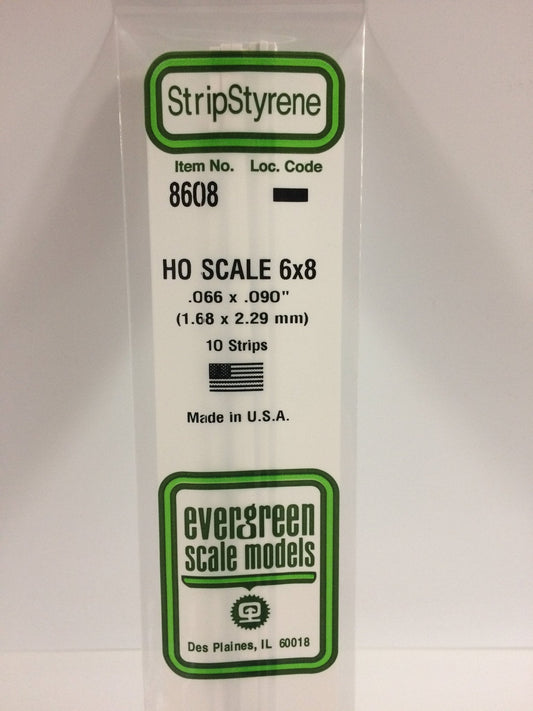 StripStyrene
Item No. Loc. Code
8608
HO SCALE 6x8
.066 x .090"
(1.68 x 2.29 mm)
10 Strips
Made in U.S.A.
evergreen
scale models
Des Plaines, IL 60018